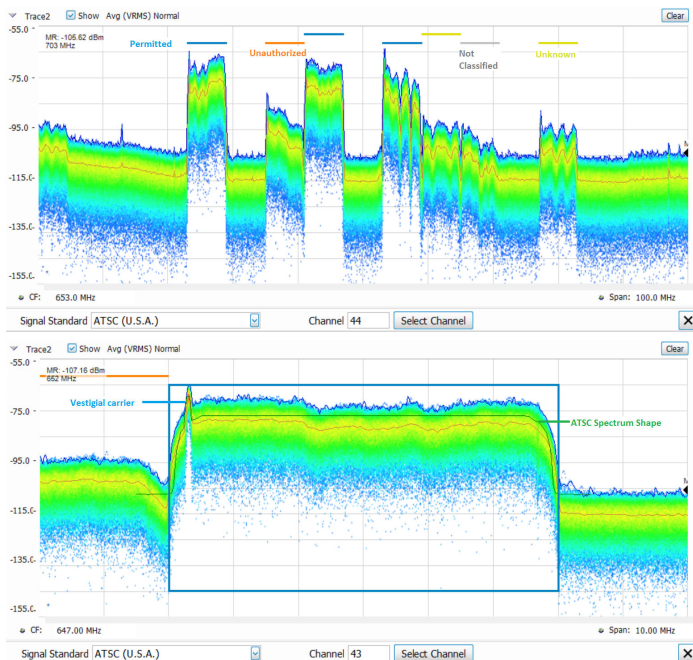 Trace2 Show Avg (VRMS) Normal Clear
-55.0
MR: -105.62 dBm
703 MHz
Permitted
Unauthorized
Not
Classified
Unknown
-75.0
-95.0
M
-115.0
-135.0
-155.0
CF: 653.0 MHz Span: 100.0 MHz
Signal Standard ATSC (U.S.A.) Channel 44 Select Channel
Trace2 Show Avg (VRMS) Normal Clear
-55.0
MR: -107.16 dBm
652 MHz
Vestigial carrier
-75.0
ATSC Spectrum Shape
-95.0
M
-115.0
-135.0
-155.0
CF: 647.00 MHz Span: 10.00 MHz
Signal Standard ATSC (U.S.A.) Channel 43 Select Channel